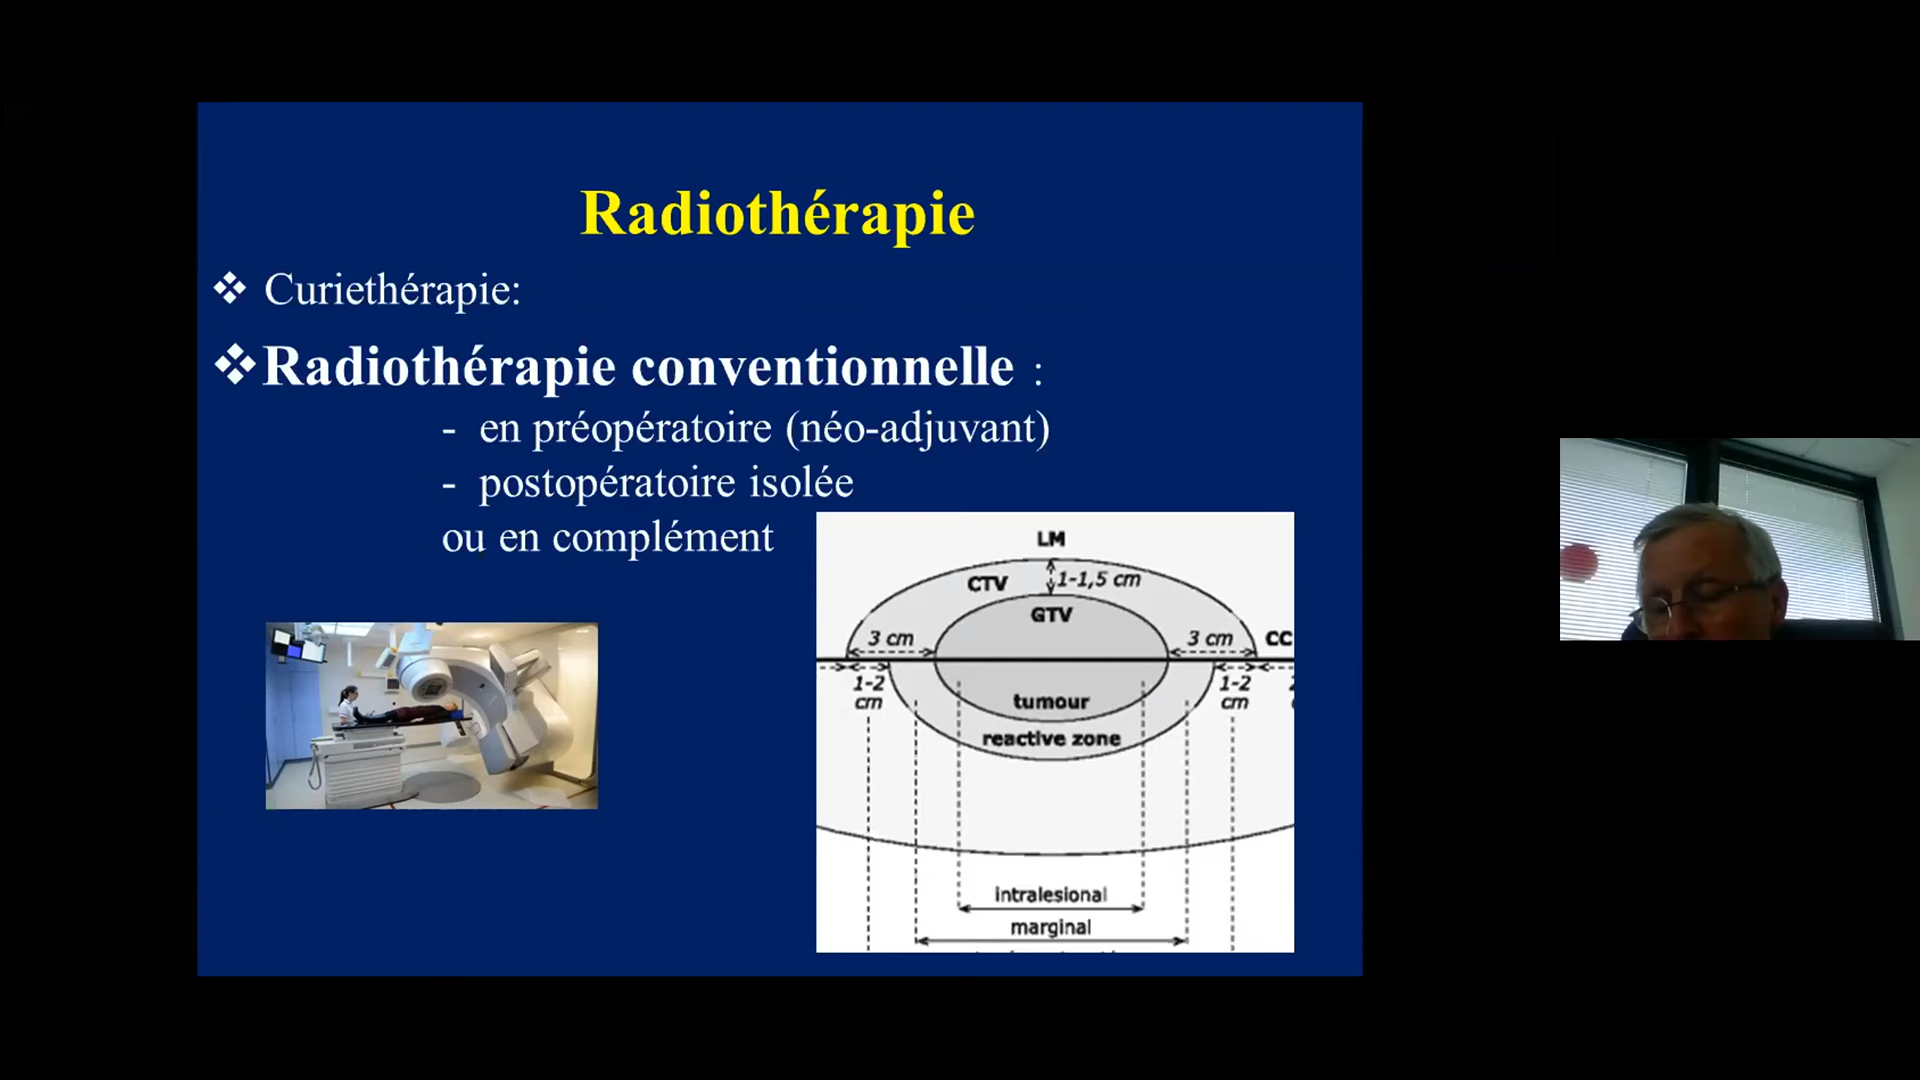 Radiothérapie
❖ Curiethérapie:
❖Radiothérapie conventionnelle :
- en préopératoire (néo-adjuvant)
- postopératoire isolée
ou en complément
LM
CTV
1-1,5 cm
GTV
3 cm
3 cm
CC
1-2
cm
1-2
cm
tumour
reactive zone
intralesional
marginal